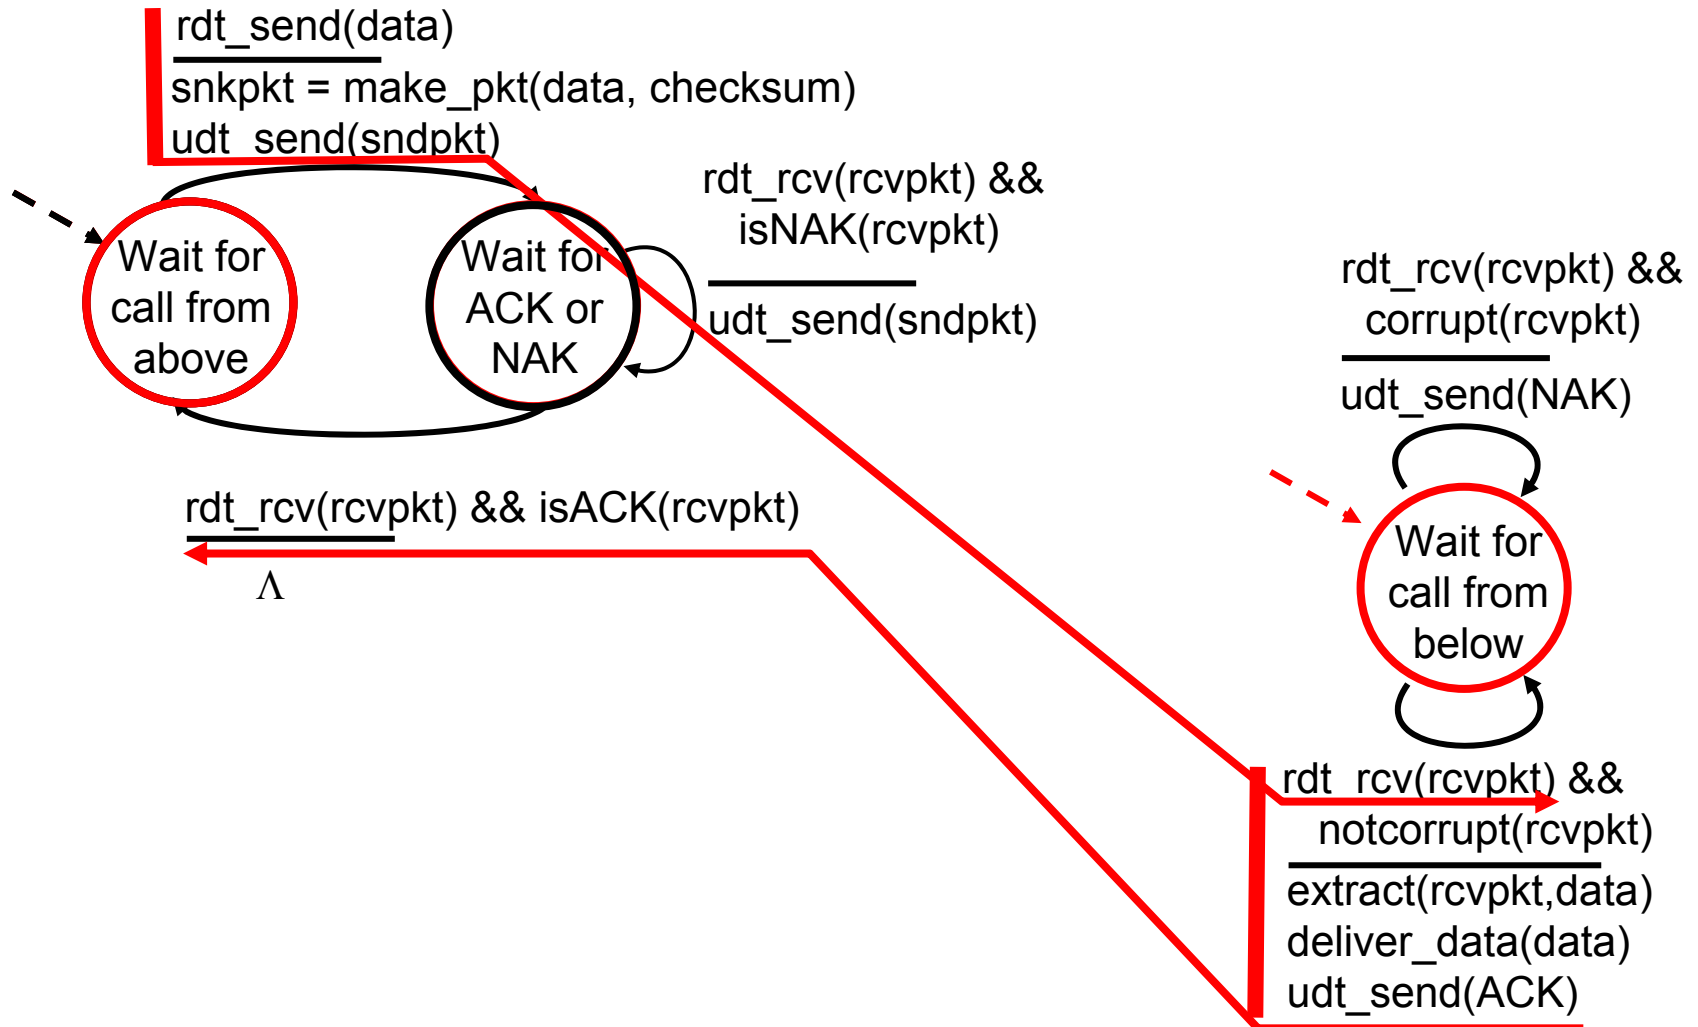 rdt_send(data)
snkpkt = make_pkt(data, checksum)
udt_send(sndpkt)
rdt_rcv(rcvpkt) &&
isNAK(rcvpkt)
udt_send(sndpkt)
Wait for
call from
above
Wait for
ACK or
NAK
rdt_rcv(rcvpkt) && isACK(rcvpkt)
Λ
rdt_rcv(rcvpkt) &&
corrupt(rcvpkt)
udt_send(NAK)
Wait for
call from
below
rdt_rcv(rcvpkt) &&
notcorrupt(rcvpkt)
extract(rcvpkt,data)
deliver_data(data)
udt_send(ACK)